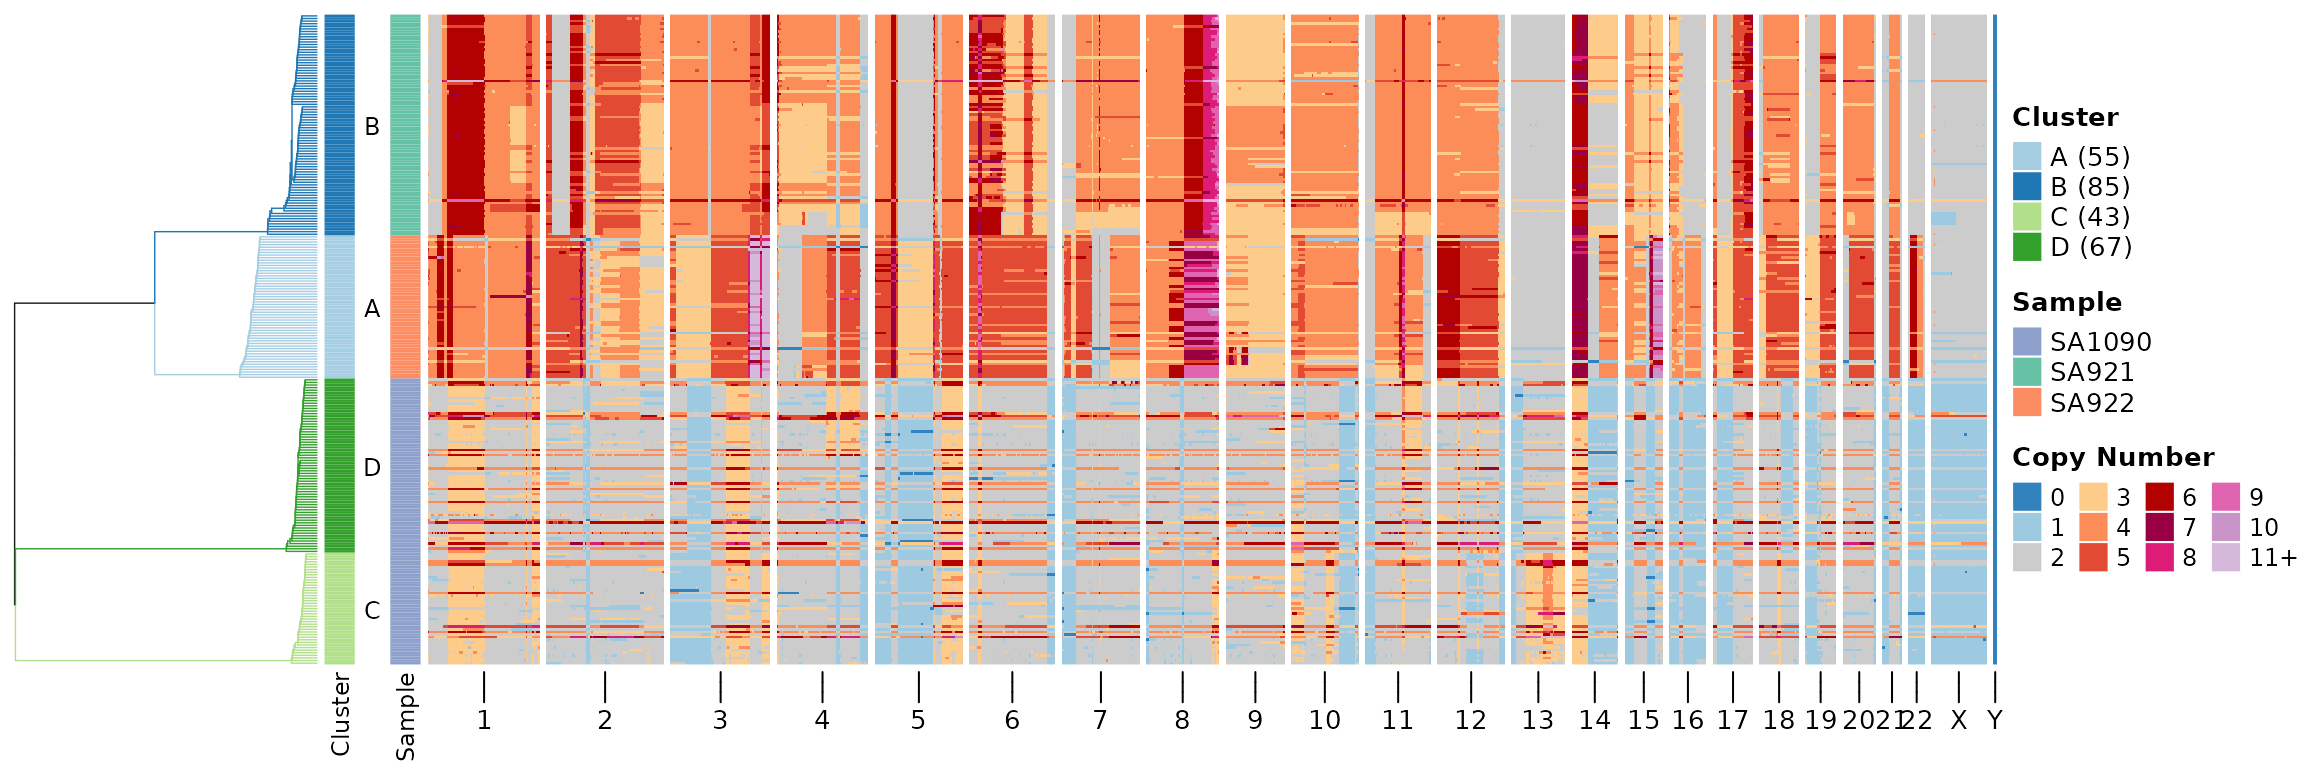 B
A
D
C
Cluster
Sample
1 2 3 4 5 6 7 8 9 10 11 12 13 14 15 16 17 18 19 20 21 22 X Y
Cluster
A (55)
B (85)
C (43)
D (67)
Sample
SA1090
SA921
SA922
Copy Number
0 3 6 9
1 4 7 10
2 5 8 11+